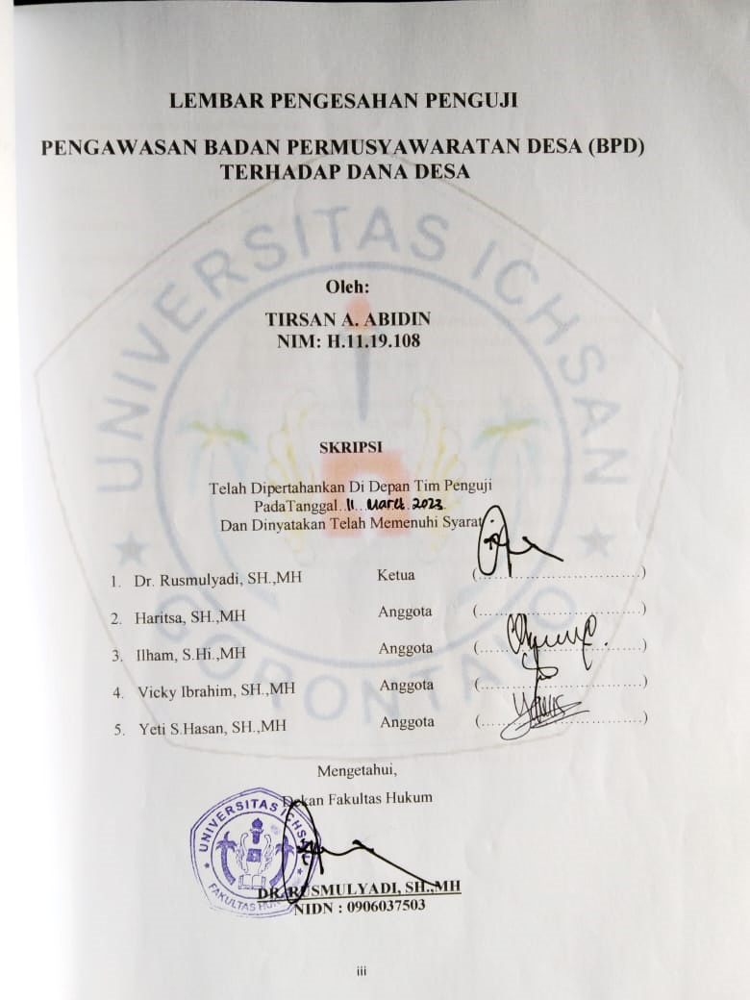 LEMBAR PENGESAHAN PENGUJI
PENGAWASAN BADAN PERMUSYAWARATAN DESA (BPD)
TERHADAP DANA DESA
UNIVERSITAS ICHSAN
GORONTALO
Oleh:
TIRSAN A. ABIDIN
NIM: H.11.19.108
SKRIPSI
Telah Dipertahankan Di Depan Tim Penguji
PadaTanggal..11...Maret.2023.
Dan Dinyatakan Telah Memenuhi Syarat
1. Dr. Rusmulyadi, SH.,MH Ketua (....................................)
2. Haritsa, SH.,MH Anggota (....................................)
3. Ilham, S.Hi.,MH Anggota (....................................)
4. Vicky Ibrahim, SH.,MH Anggota (....................................)
5. Yeti S.Hasan, SH.,MH Anggota (....................................)
Mengetahui,
Dekan Fakultas Hukum
UNIVERSITAS ICHSAN
FAKULTAS HUKUM
DR. RUSMULYADI, SH.,MH
NIDN : 0906037503
iii